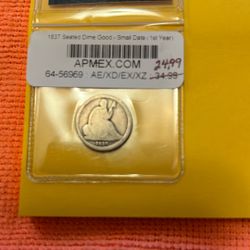 1837 Seated Dime Good - Small Date (1st Year)
APMEX.COM 24.99
64-56969 AE/XD/EX/XZ 34.99
1837